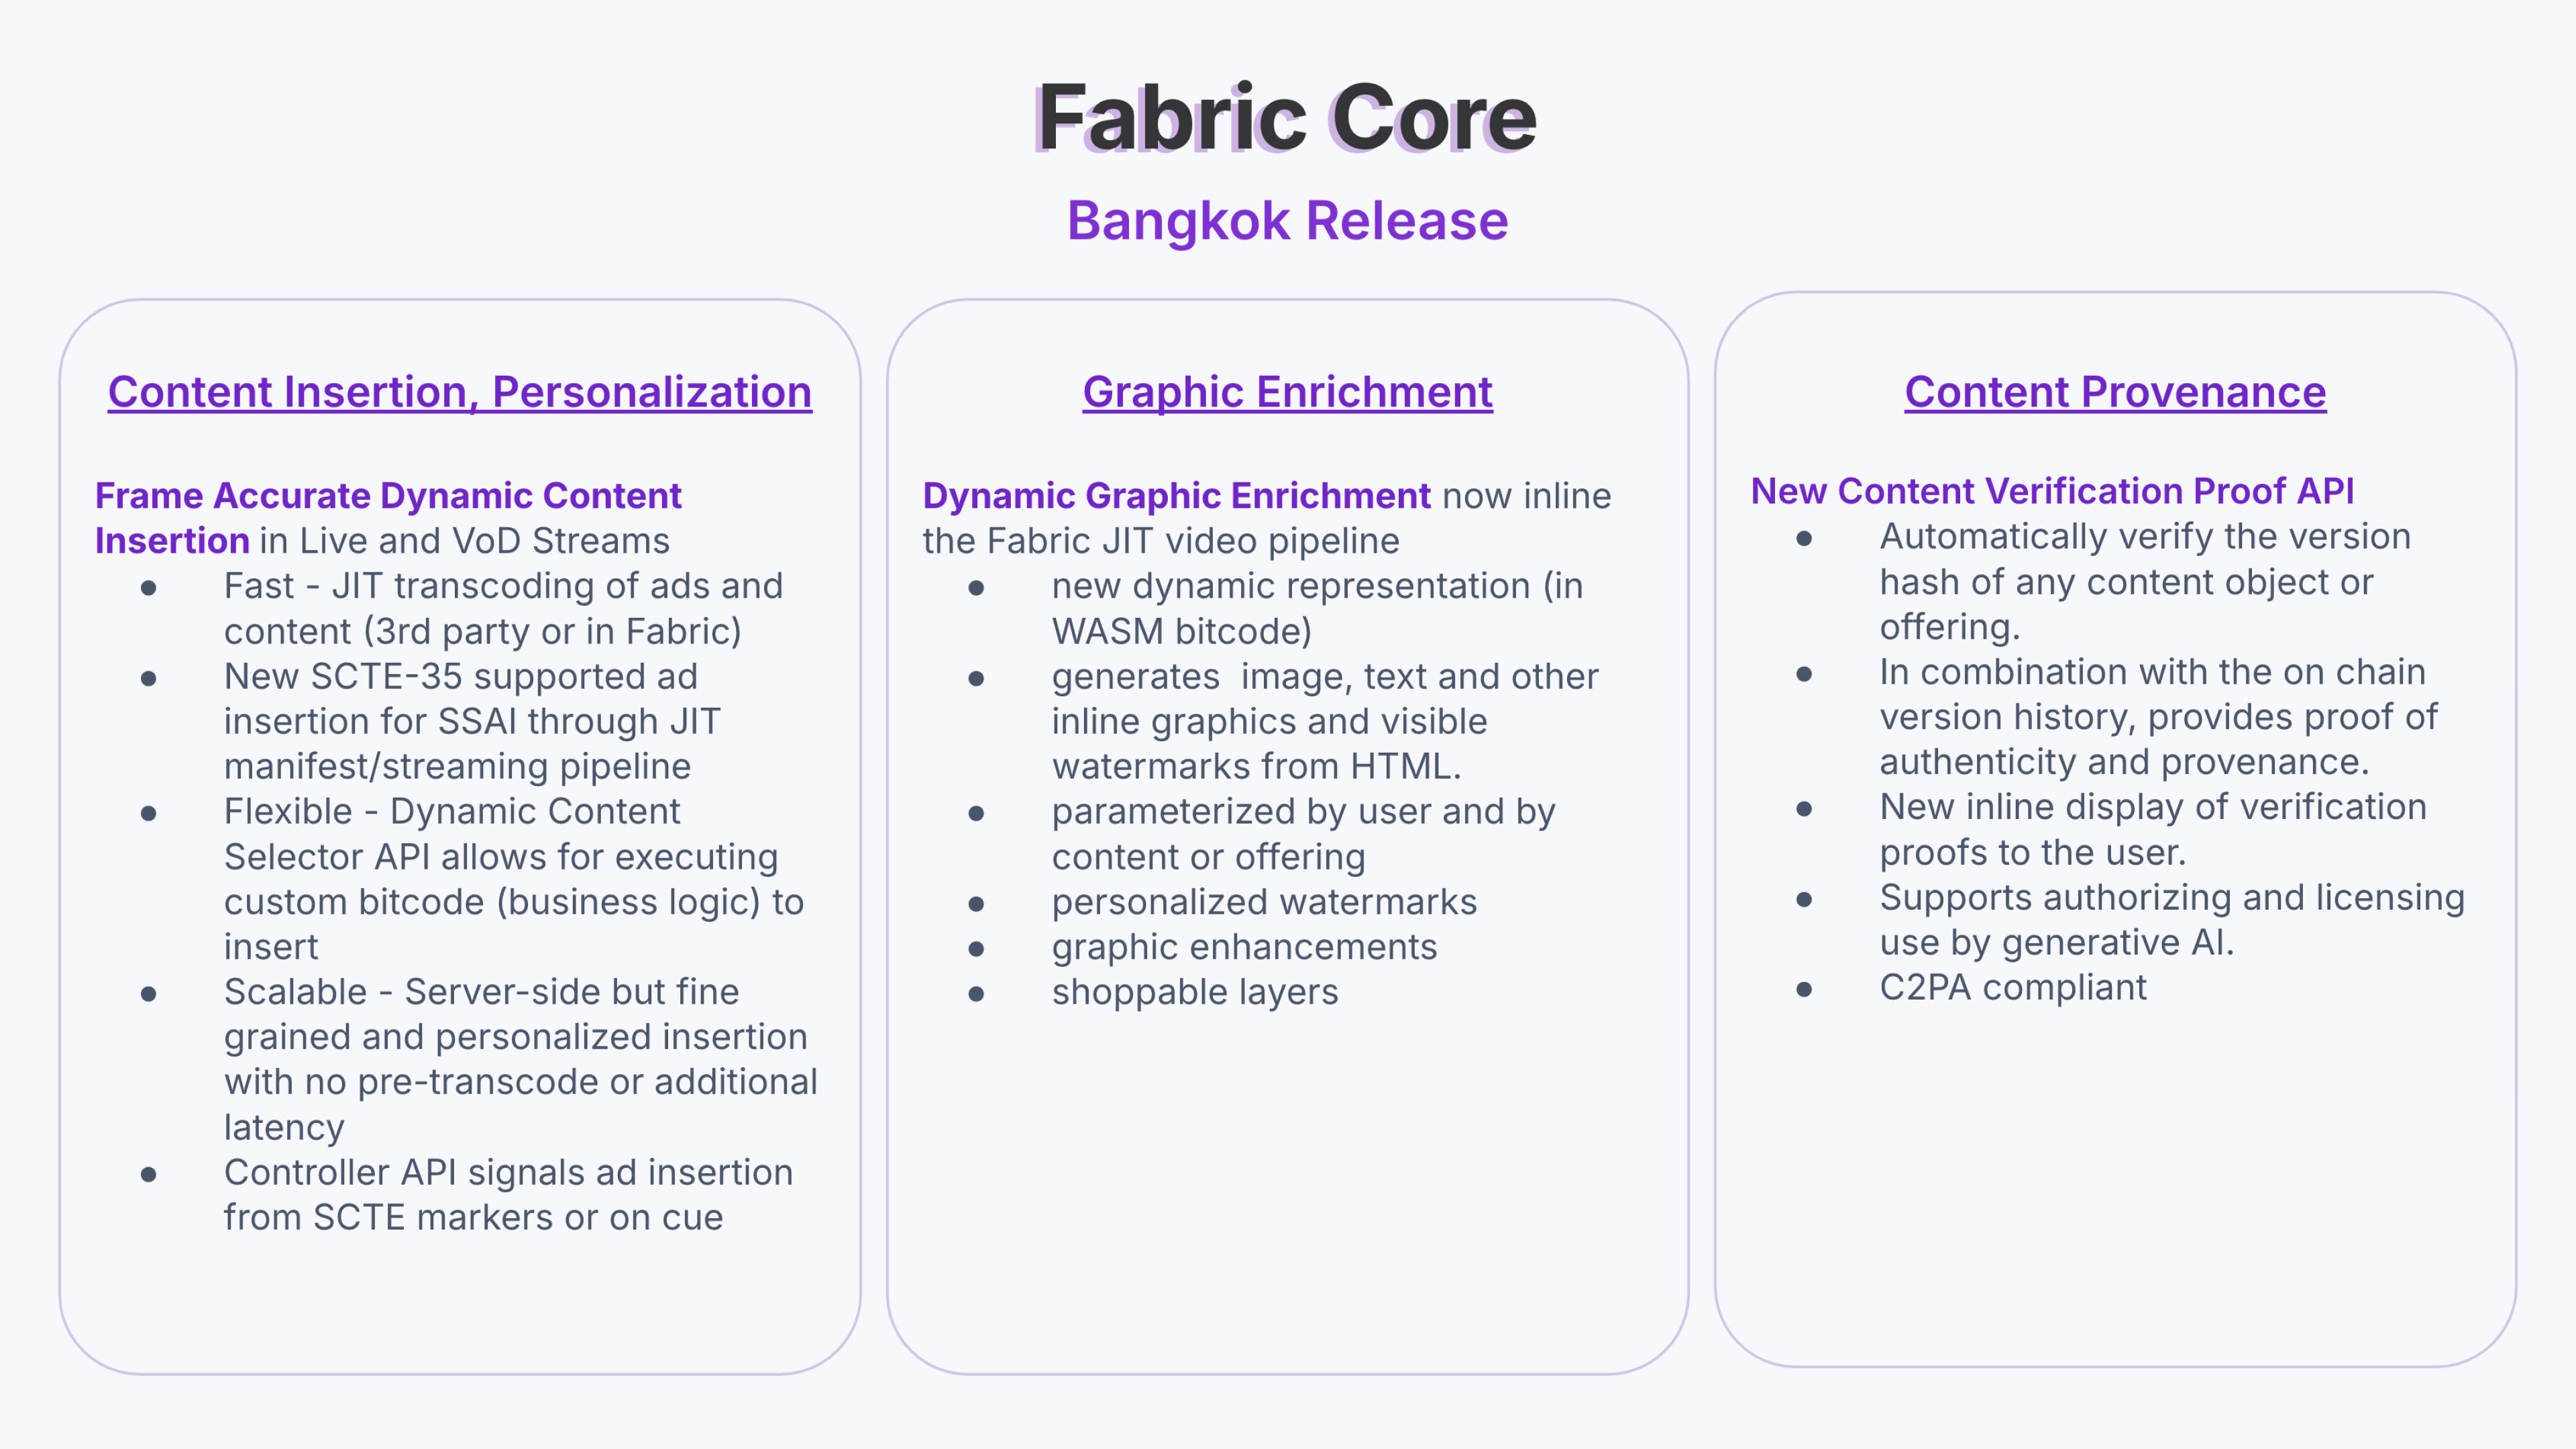 Fabric Core
Bangkok Release
Content Insertion, Personalization
Frame Accurate Dynamic Content
Insertion in Live and VoD Streams
● Fast - JIT transcoding of ads and
content (3rd party or in Fabric)
● New SCTE-35 supported ad
insertion for SSAI through JIT
manifest/streaming pipeline
● Flexible - Dynamic Content
Selector API allows for executing
custom bitcode (business logic) to
insert
● Scalable - Server-side but fine
grained and personalized insertion
with no pre-transcode or additional
latency
● Controller API signals ad insertion
from SCTE markers or on cue
Graphic Enrichment
Dynamic Graphic Enrichment now inline
the Fabric JIT video pipeline
● new dynamic representation (in
WASM bitcode)
● generates  image, text and other
inline graphics and visible
watermarks from HTML.
● parameterized by user and by
content or offering
● personalized watermarks
● graphic enhancements
● shoppable layers
Content Provenance
New Content Verification Proof API
● Automatically verify the version
hash of any content object or
offering.
● In combination with the on chain
version history, provides proof of
authenticity and provenance.
● New inline display of verification
proofs to the user.
● Supports authorizing and licensing
use by generative AI.
● C2PA compliant